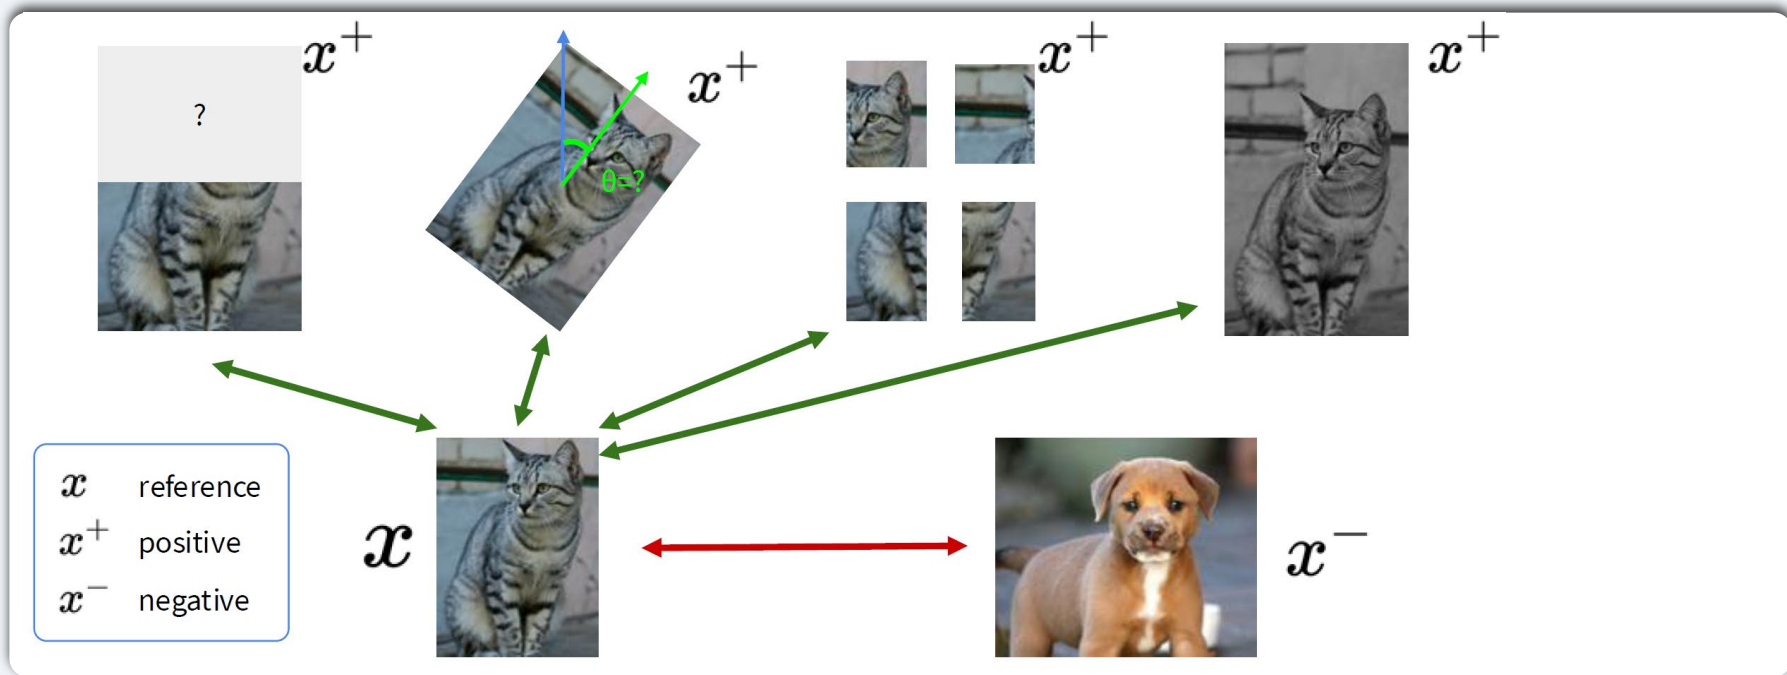 x⁺
?
x⁺
θ=?
x⁺
x⁺
x reference
x⁺ positive
x⁻ negative
x
x⁻